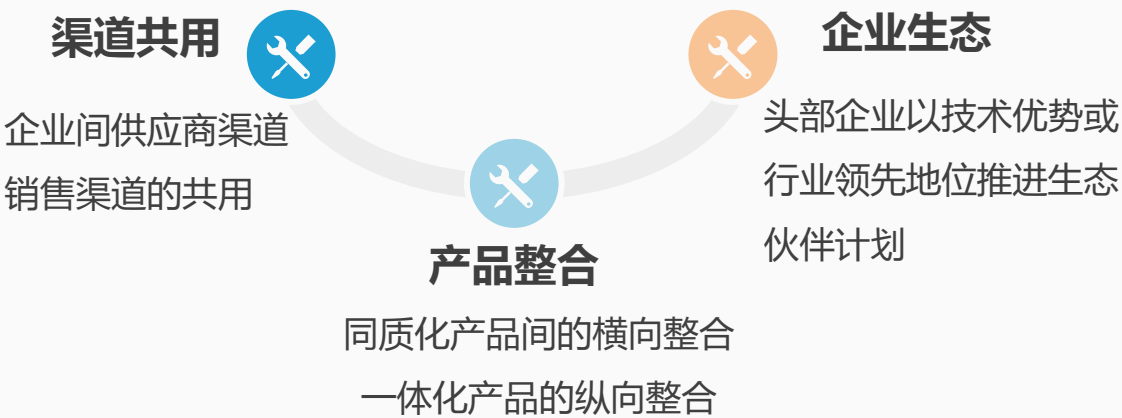 渠道共用
企业间供应商渠道
销售渠道的共用
产品整合
同质化产品间的横向整合
一体化产品的纵向整合
企业生态
头部企业以技术优势或
行业领先地位推进生态
伙伴计划